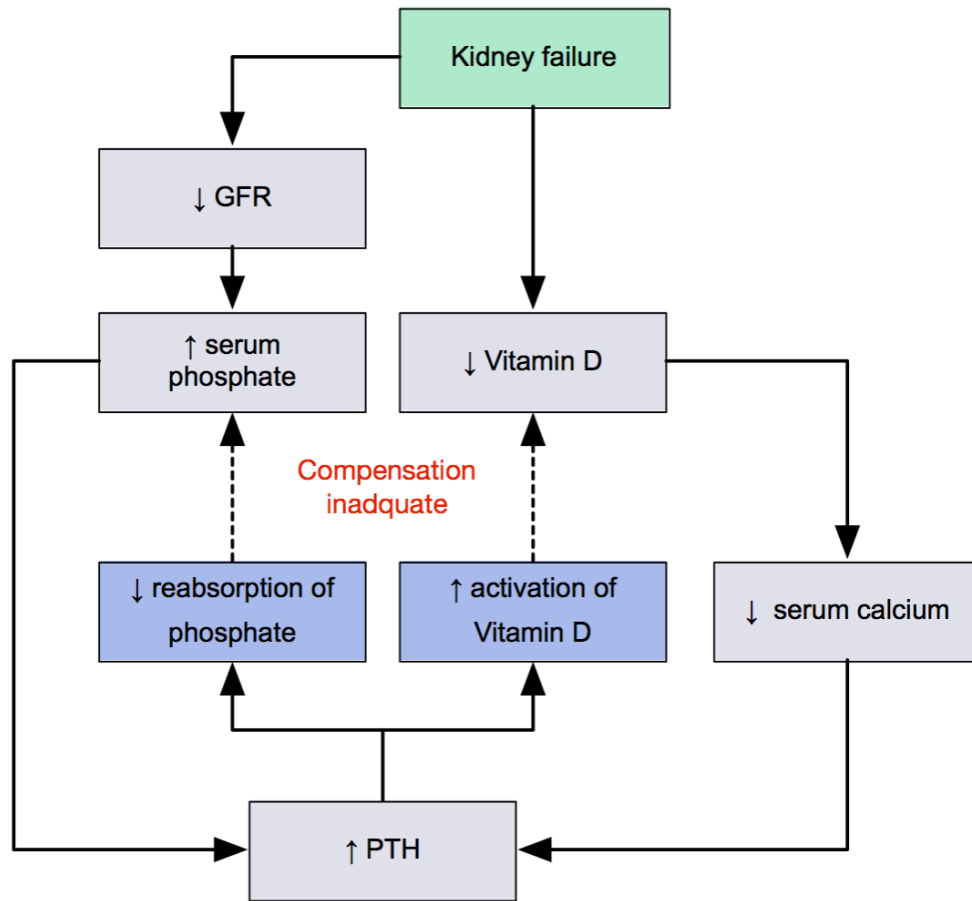 Kidney failure
↓ GFR
↑ serum
phosphate
↓ Vitamin D
Compensation
inadquate
↓ reabsorption of
phosphate
↑ activation of
Vitamin D
↓ serum calcium
↑ PTH